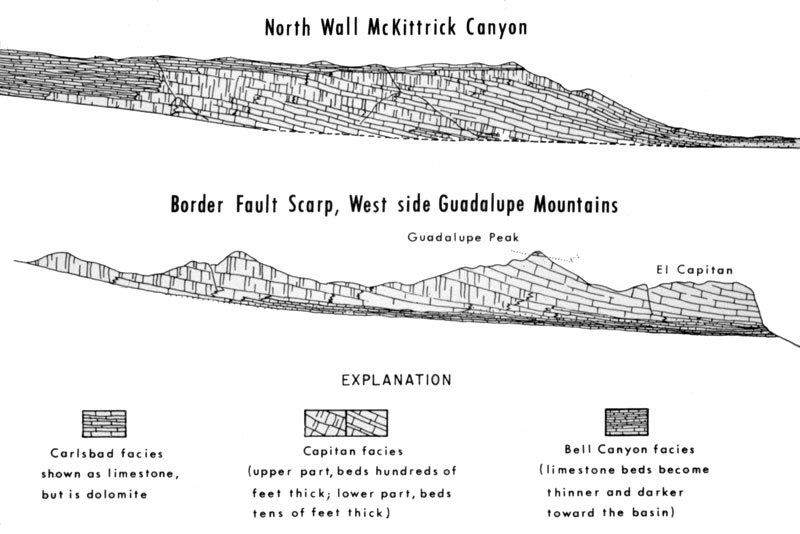 North Wall McKittrick Canyon
Border Fault Scarp, West side Guadalupe Mountains
Guadalupe Peak
El Capitan
EXPLANATION
Carlsbad facies
shown as limestone,
but is dolomite
Capitan facies
(upper part, beds hundreds of
feet thick; lower part, beds
tens of feet thick)
Bell Canyon facies
(limestone beds become
thinner and darker
toward the basin)